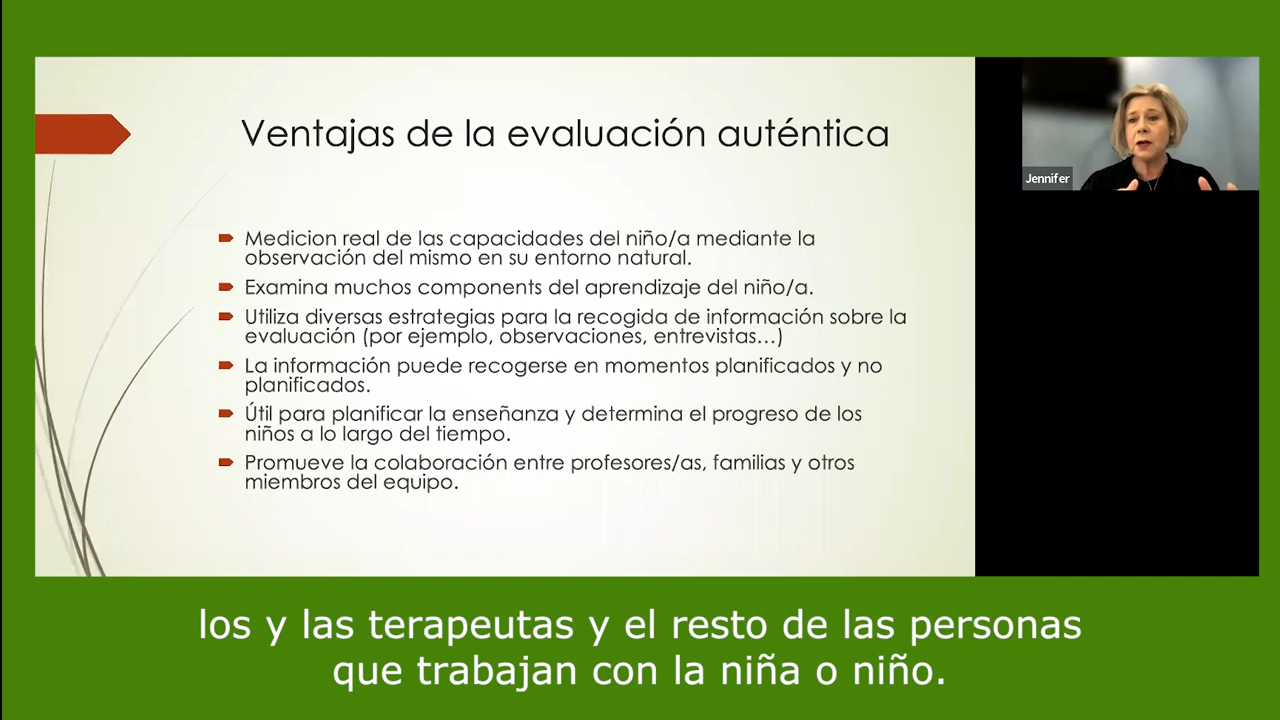 Ventajas de la evaluación auténtica
Medicion real de las capacidades del niño/a mediante la
observación del mismo en su entorno natural.
Examina muchos components del aprendizaje del niño/a.
Utiliza diversas estrategias para la recogida de información sobre la
evaluación (por ejemplo, observaciones, entrevistas...)
La información puede recogerse en momentos planificados y no
planificados.
Útil para planificar la enseñanza y determina el progreso de los
niños a lo largo del tiempo.
Promueve la colaboración entre profesores/as, familias y otros
miembros del equipo.
Jennifer
los y las terapeutas y el resto de las personas
que trabajan con la niña o niño.